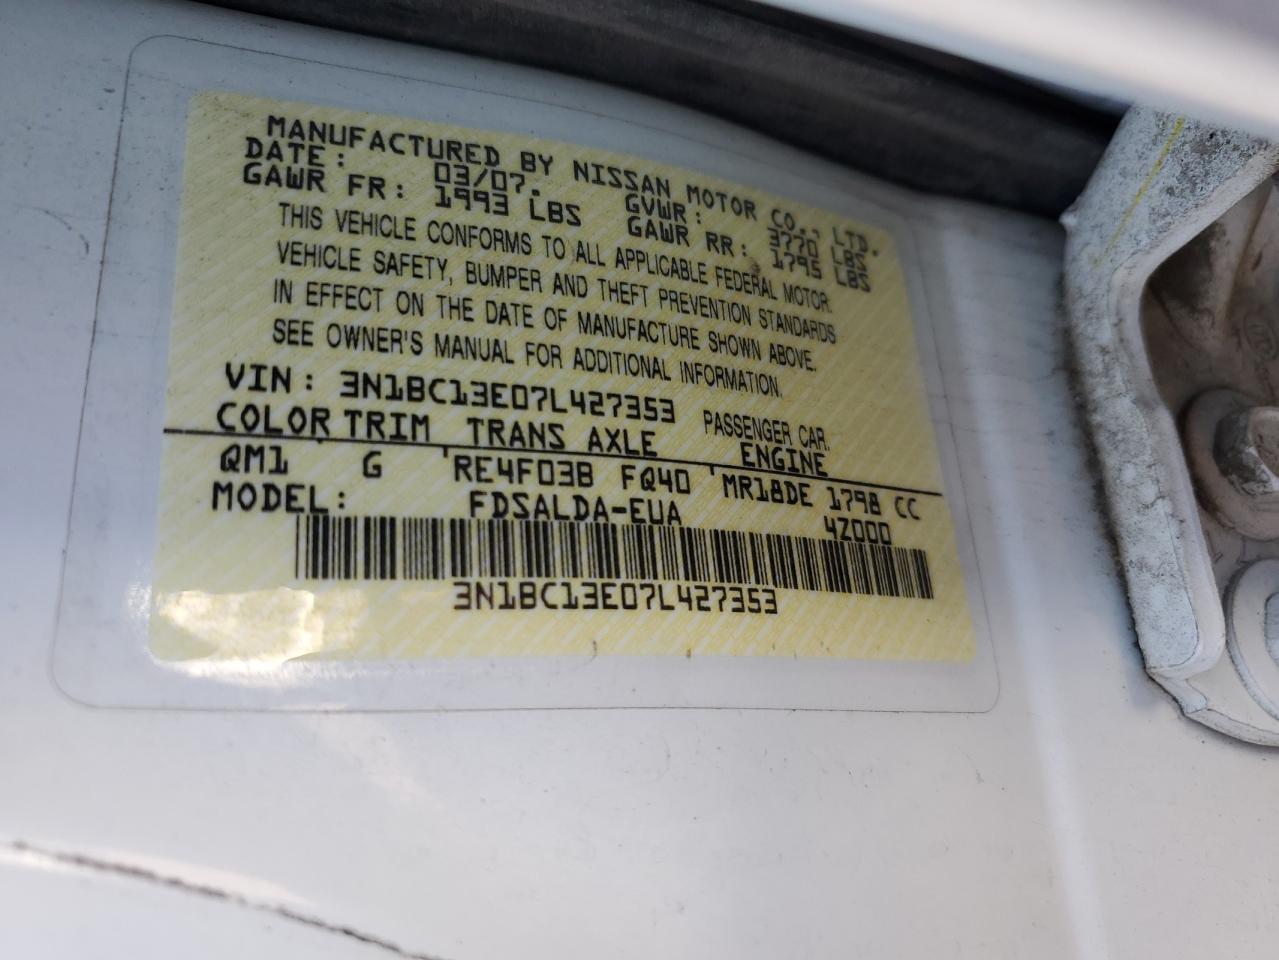 MANUFACTURED BY NISSAN MOTOR CO., LTD.
DATE: 03/07. GVWR: 3770 LBS
GAWR FR: 1993 LBS GAWR RR: 1795 LBS
THIS VEHICLE CONFORMS TO ALL APPLICABLE FEDERAL MOTOR
VEHICLE SAFETY, BUMPER AND THEFT PREVENTION STANDARDS
IN EFFECT ON THE DATE OF MANUFACTURE SHOWN ABOVE.
SEE OWNER'S MANUAL FOR ADDITIONAL INFORMATION.
VIN: 3N1BC13E07L427353 PASSENGER CAR.
COLOR TRIM TRANS AXLE ENGINE
QM1 G RE4F03B FQ40 MR18DE 1798 CC
MODEL: FDSALDA-EUA 4Z000
3N1BC13E07L427353